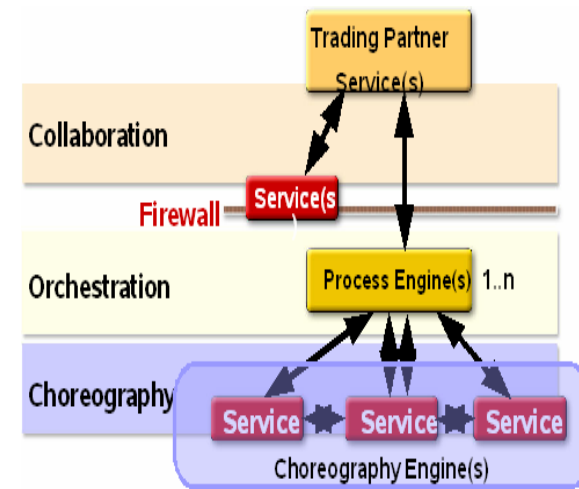 Trading Partner
Service(s)
Collaboration
Service(s
)
Firewall
Orchestration
Process Engine(s) 1..n
Choreography
Service Service Service
Choreography Engine(s)